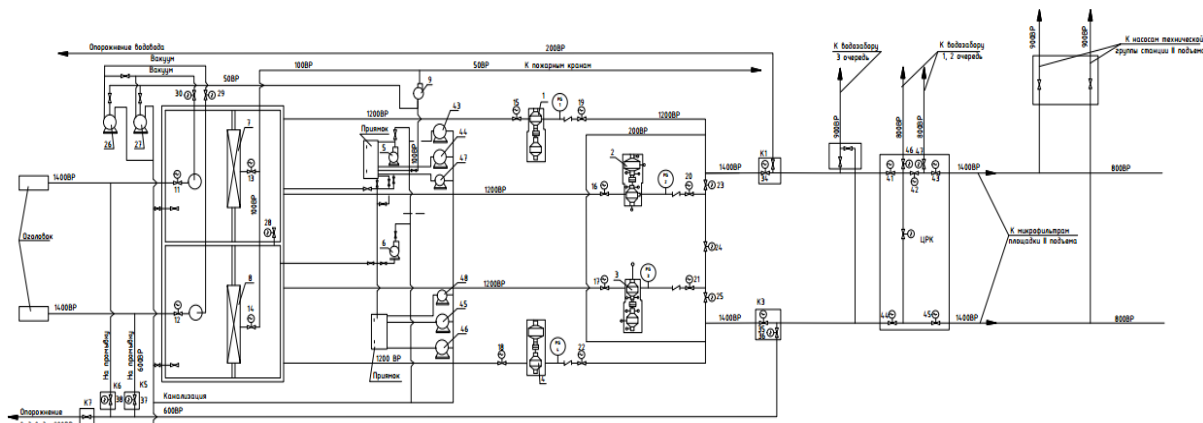 Опорожнение водовода
200ВР
Вакуум
Вакуум
50ВР
100ВР
50ВР
К пожарным кранам
К водозабору
3 очередь
К водозабору
1, 2 очередь
900ВР
900ВР
К насосам технической
группы станции II подъема
30
29
26
27
9
43
44
47
5
Приямок
100ВР
1200ВР
15
1
19
1200ВР
200ВР
2
16
20
1200ВР
7
13
100ВР
28
1400ВР
11
Оголовок
6
1400ВР
К1
34
23
24
25
900ВР
800ВР
800ВР
46
47
41
42
43
1400ВР
800ВР
ЦРК
К микрофильтрам
площадки II подъема
8
14
1400ВР
12
1200ВР
17
3
21
48
45
46
Приямок
1200 ВР
18
4
22
1400ВР
К3
36
44
45
1400ВР
800ВР
На промывку
На промывку
600ВР
К6
38
К5
37
К7
Канализация
600ВР
Опорожнение